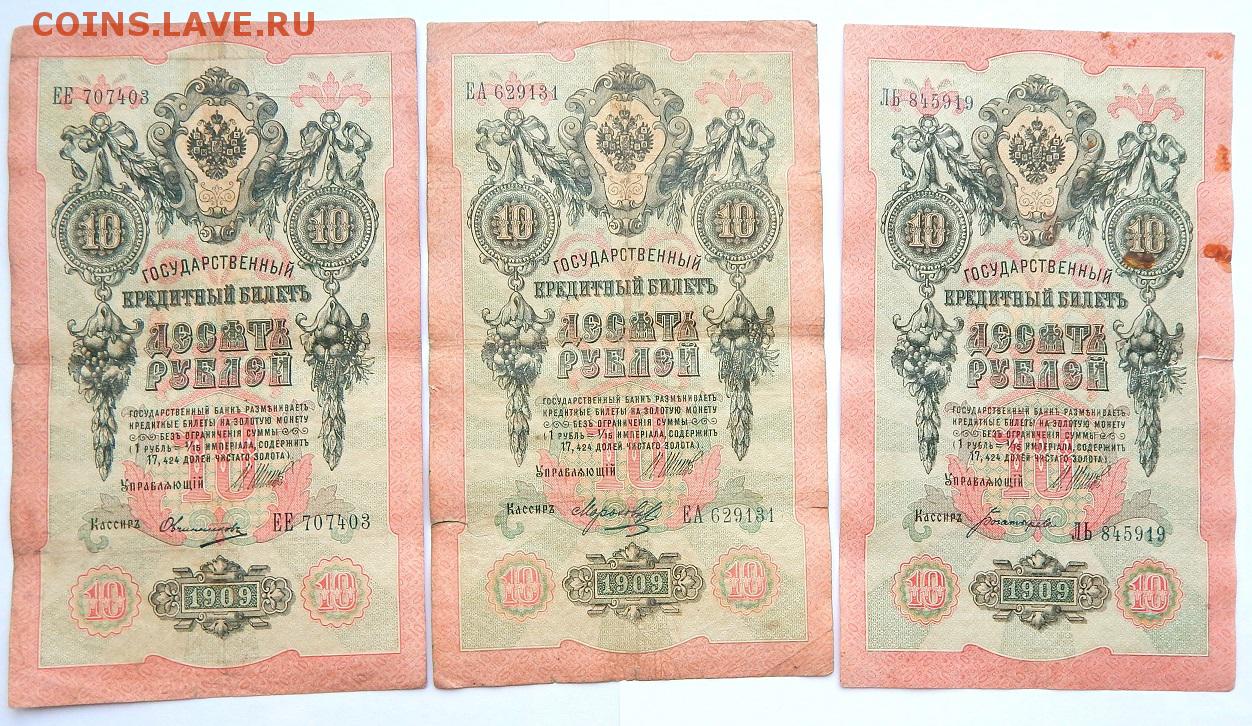 COINS.LAVE.RU
ЕЕ 707403
10 10
ГОСУДАРСТВЕННЫЙ
КРЕДИТНЫЙ БИЛЕТЪ
ДЕСЯТЬ
РУБЛЕЙ
ГОСУДАРСТВЕННЫЙ БАНКЪ РАЗМѢНИВАЕТЪ
КРЕДИТНЫЕ БИЛЕТЫ НА ЗОЛОТУЮ МОНЕТУ
БЕЗЪ ОГРАНИЧЕНІЯ СУММЫ
(1 РУБЛЬ = 1/15 ИМПЕРІАЛА, СОДЕРЖИТЪ
17,424 ДОЛЕЙ ЧИСТАГО ЗОЛОТА).
10
УПРАВЛЯЮЩІЙ
КАССИРЪ Овчинниковъ
ЕЕ 707403
10 1909 10
ЕА 629131
10 10
ГОСУДАРСТВЕННЫЙ
КРЕДИТНЫЙ БИЛЕТЪ
ДЕСЯТЬ
РУБЛЕЙ
ГОСУДАРСТВЕННЫЙ БАНКЪ РАЗМѢНИВАЕТЪ
КРЕДИТНЫЕ БИЛЕТЫ НА ЗОЛОТУЮ МОНЕТУ
БЕЗЪ ОГРАНИЧЕНІЯ СУММЫ
(1 РУБЛЬ = 1/15 ИМПЕРІАЛА, СОДЕРЖИТЪ
17,424 ДОЛЕЙ ЧИСТАГО ЗОЛОТА).
10
УПРАВЛЯЮЩІЙ
КАССИРЪ
ЕА 629131
10 1909 10
ЛЬ 845919
10 10
ГОСУДАРСТВЕННЫЙ
КРЕДИТНЫЙ БИЛЕТЪ
ДЕСЯТЬ
РУБЛЕЙ
ГОСУДАРСТВЕННЫЙ БАНКЪ РАЗМѢНИВАЕТЪ
КРЕДИТНЫЕ БИЛЕТЫ НА ЗОЛОТУЮ МОНЕТУ
БЕЗЪ ОГРАНИЧЕНІЯ СУММЫ
(1 РУБЛЬ = 1/15 ИМПЕРІАЛА, СОДЕРЖИТЪ
17,424 ДОЛЕЙ ЧИСТАГО ЗОЛОТА).
10
УПРАВЛЯЮЩІЙ
КАССИРЪ
ЛЬ 845919
10 1909 10